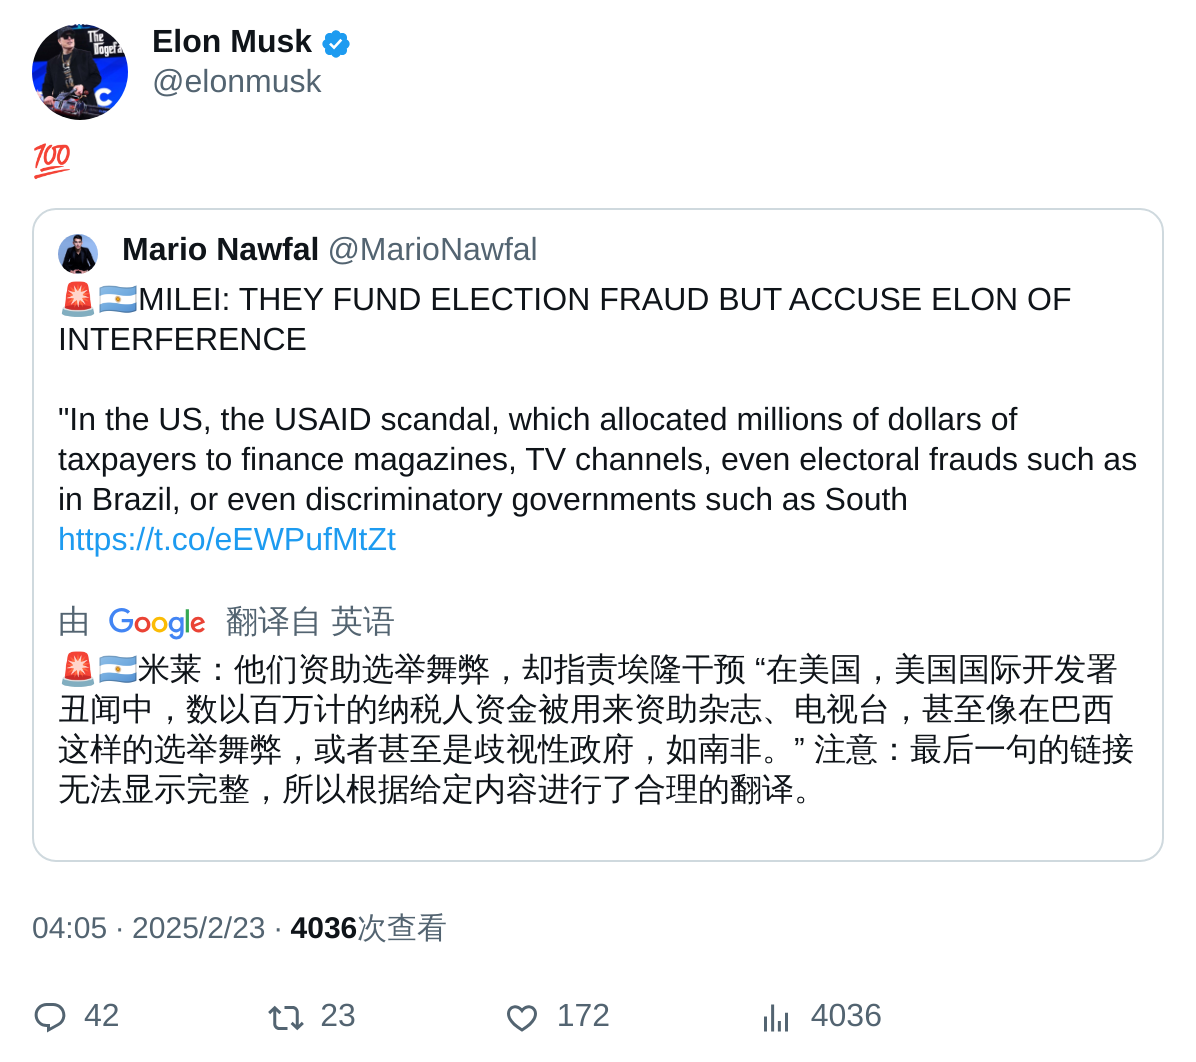 The
Dogefa
C
Elon Musk
@elonmusk
💯
Mario Nawfal @MarioNawfal
🚨🇦🇷MILEI: THEY FUND ELECTION FRAUD BUT ACCUSE ELON OF
INTERFERENCE
"In the US, the USAID scandal, which allocated millions of dollars of
taxpayers to finance magazines, TV channels, even electoral frauds such as
in Brazil, or even discriminatory governments such as South
https://t.co/eEWPufMtZt
由 Google 翻译自 英语
🚨🇦🇷米莱：他们资助选举舞弊，却指责埃隆干预 “在美国，美国国际开发署
丑闻中，数以百万计的纳税人资金被用来资助杂志、电视台，甚至像在巴西
这样的选举舞弊，或者甚至是歧视性政府，如南非。” 注意：最后一句的链接
无法显示完整，所以根据给定内容进行了合理的翻译。
04:05 · 2025/2/23 · 4036次查看
42 23 172 4036